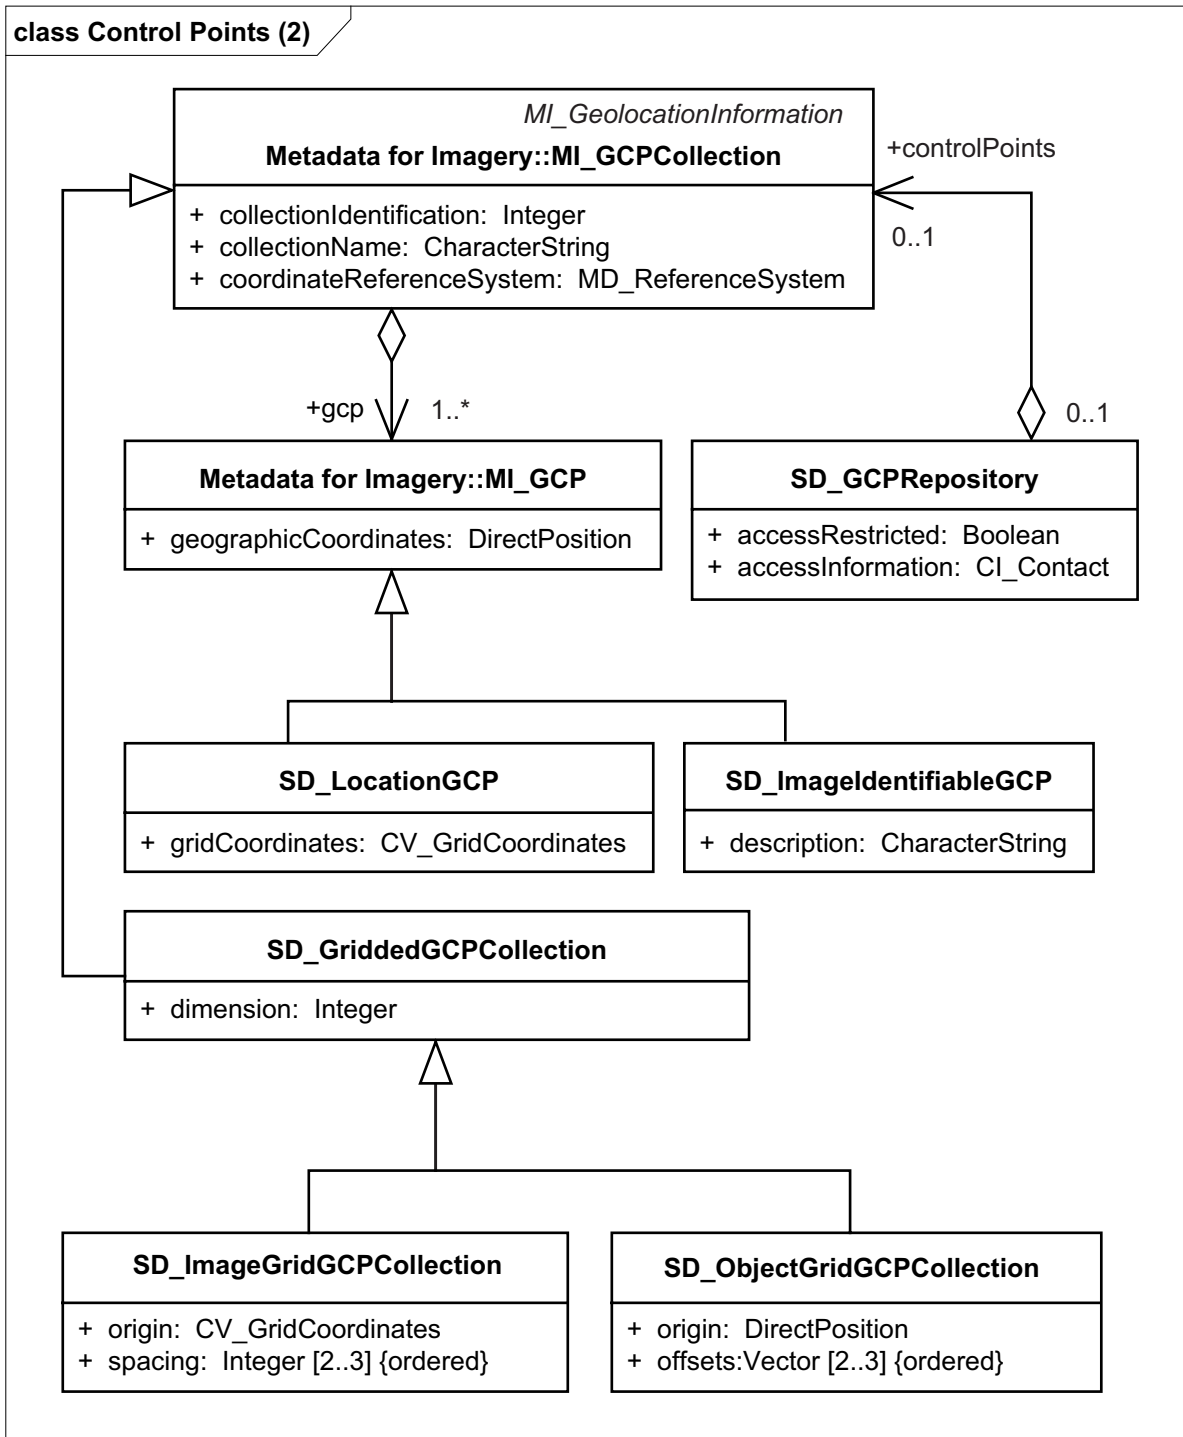 class Control Points (2)
MI_GeolocationInformation
Metadata for Imagery::MI_GCPCollection
+ collectionIdentification: Integer
+ collectionName: CharacterString
+ coordinateReferenceSystem: MD_ReferenceSystem
+controlPoints
0..1
+gcp 1..*
0..1
Metadata for Imagery::MI_GCP
+ geographicCoordinates: DirectPosition
SD_GCPRepository
+ accessRestricted: Boolean
+ accessInformation: CI_Contact
SD_LocationGCP
+ gridCoordinates: CV_GridCoordinates
SD_ImageIdentifiableGCP
+ description: CharacterString
SD_GriddedGCPCollection
+ dimension: Integer
SD_ImageGridGCPCollection
+ origin: CV_GridCoordinates
+ spacing: Integer [2..3] {ordered}
SD_ObjectGridGCPCollection
+ origin: DirectPosition
+ offsets:Vector [2..3] {ordered}